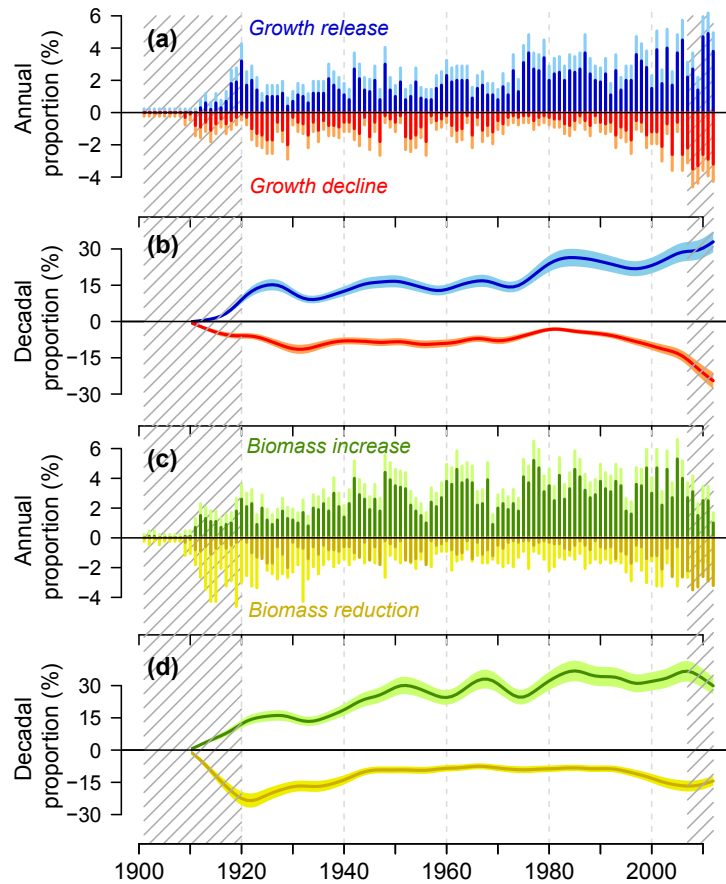 (a)
Growth release
Growth decline
Annual
proportion (%)
6
4
2
0
−2
−4
(b)
Decadal
proportion (%)
30
15
0
−15
−30
(c)
Biomass increase
Biomass reduction
Annual
proportion (%)
6
4
2
0
−2
−4
(d)
Decadal
proportion (%)
30
15
0
−15
−30
1900 1920 1940 1960 1980 2000